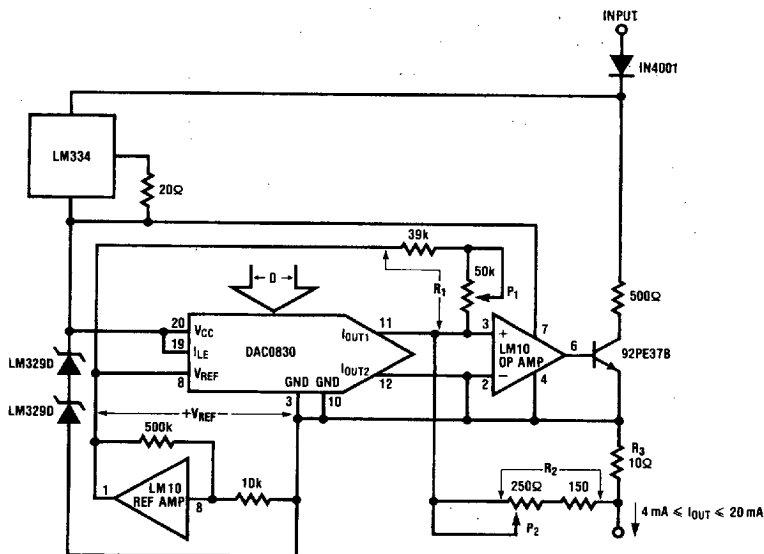 INPUT
IN4001
LM334
20Ω
39k
50k
P1
R1
500Ω
D
20
VCC
19
ILE
8
VREF
DAC0830
IOUT1
11
IOUT2
12
GND
3
GND
10
3
+
LM10
OP AMP
2
−
7
4
6
92PE37B
LM329D
LM329D
+VREF
500k
1
LM10
REF AMP
8
10k
R2
250Ω
150
P2
R3
10Ω
4 mA ≤ IOUT ≤ 20 mA